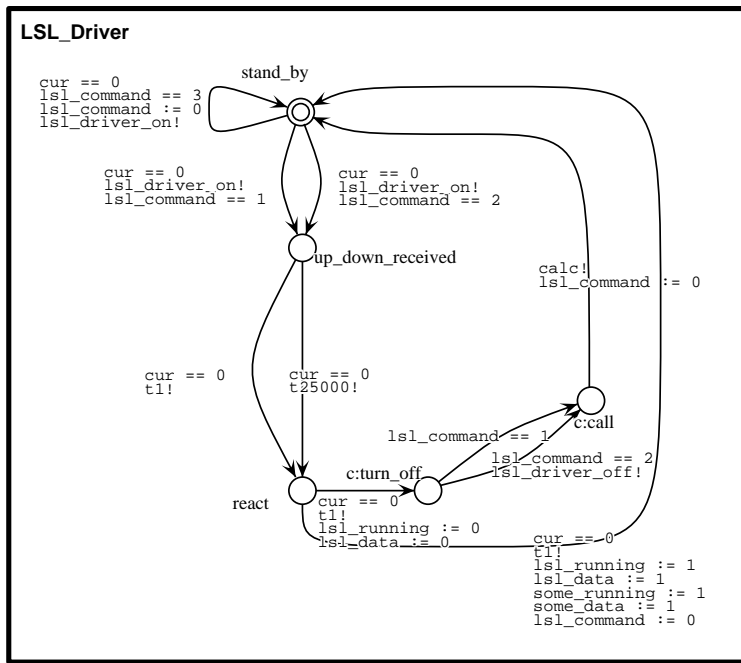 LSL_Driver
stand_by
cur == 0
lsl_command == 3
lsl_command := 0
lsl_driver_on!
cur == 0
lsl_driver_on!
lsl_command == 1
cur == 0
lsl_driver_on!
lsl_command == 2
up_down_received
calc!
lsl_command := 0
cur == 0
t1!
cur == 0
t25000!
c:call
lsl_command == 1
lsl_command == 2
lsl_driver_off!
c:turn_off
react
cur == 0
t1!
lsl_running := 0
lsl_data := 0
cur == 0
t1!
lsl_running := 1
lsl_data := 1
some_running := 1
some_data := 1
lsl_command := 0